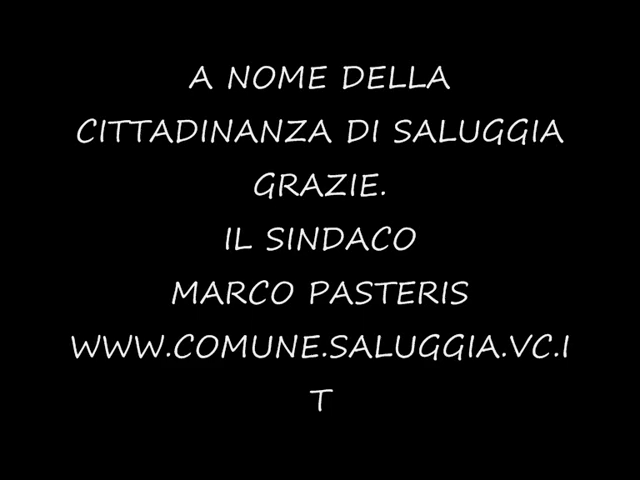 A NOME DELLA
CITTADINANZA DI SALUGGIA
GRAZIE.
IL SINDACO
MARCO PASTERIS
WWW.COMUNE.SALUGGIA.VC.I
T